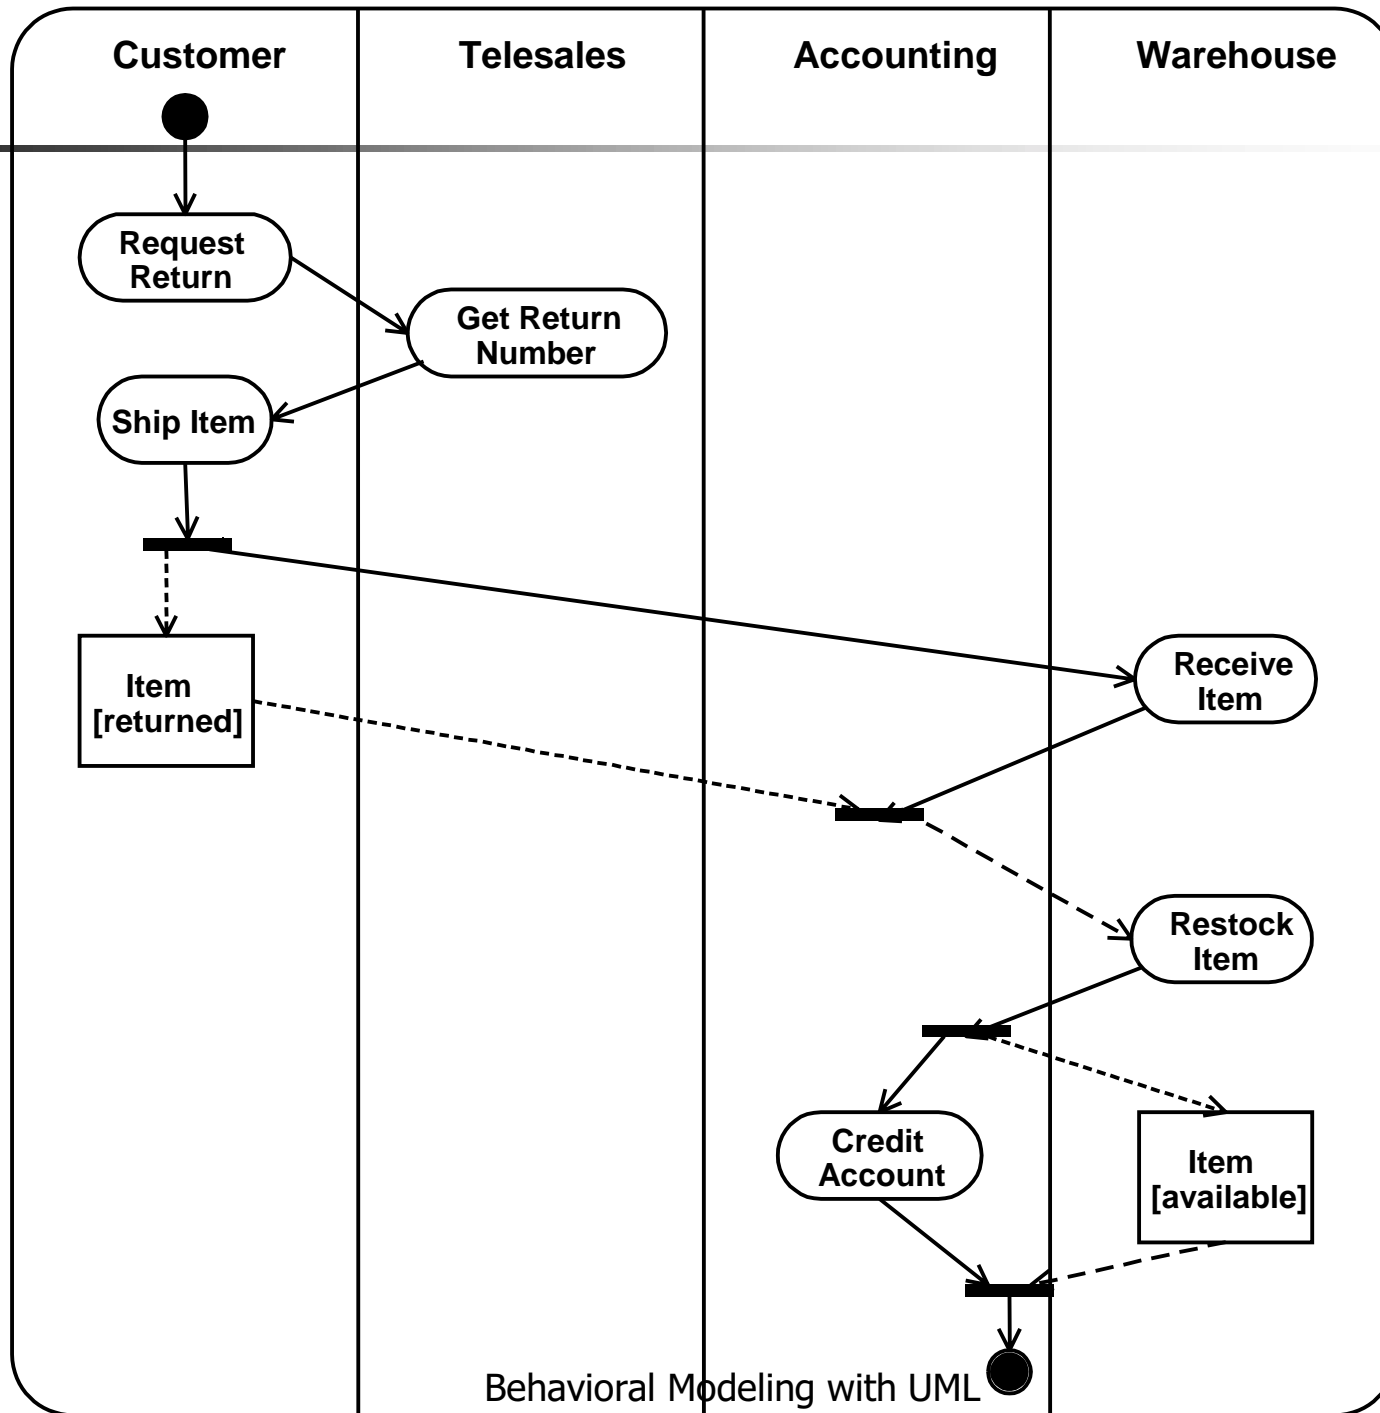 Customer
Telesales
Accounting
Warehouse
Request
Return
Get Return
Number
Ship Item
Item
[returned]
Receive
Item
Restock
Item
Credit
Account
Item
[available]
Behavioral Modeling with UML